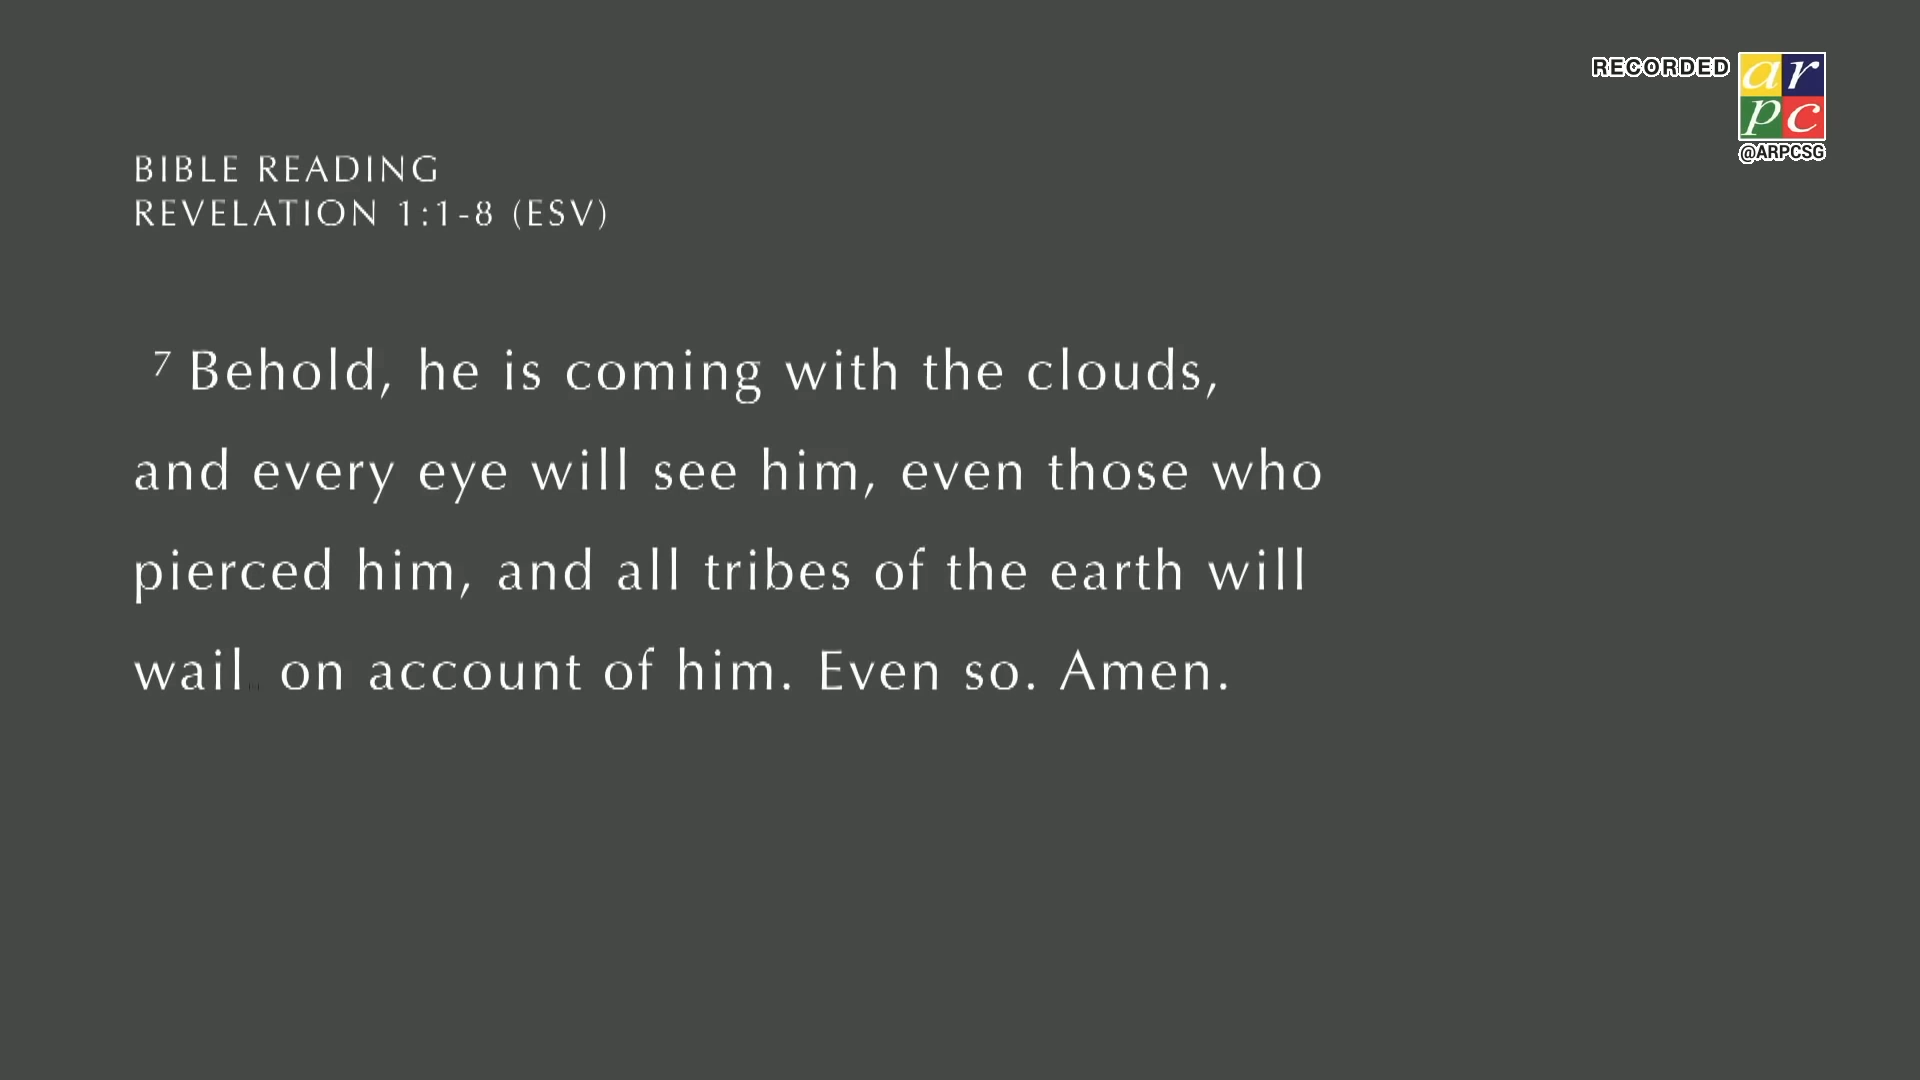 RECORDED
ar
pc
@ARPCSG
BIBLE READING
REVELATION 1:1-8 (ESV)
7 Behold, he is coming with the clouds,
and every eye will see him, even those who
pierced him, and all tribes of the earth will
wail on account of him. Even so. Amen.